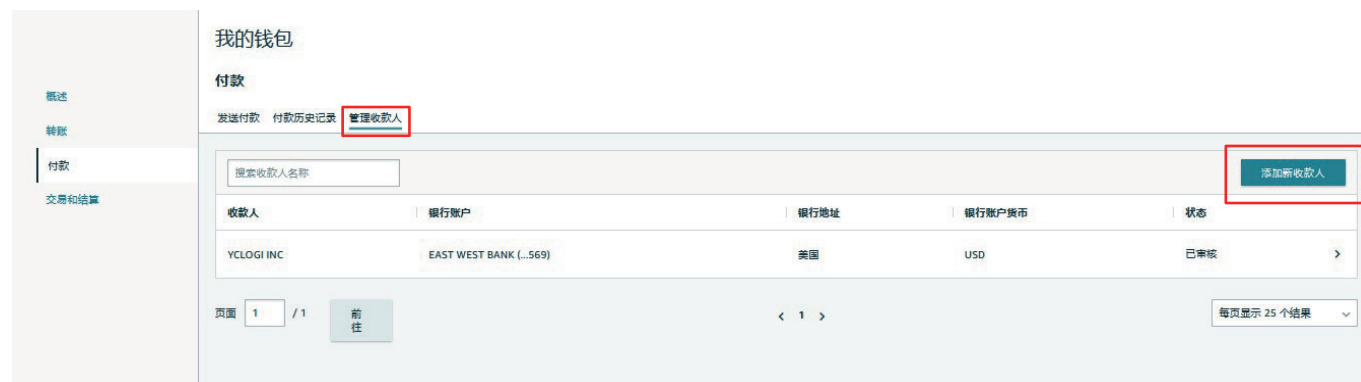 我的钱包
付款
概述
转账
付款
交易和结算
发送付款 付款历史记录 管理收款人
搜索收款人名称
添加新收款人
收款人 银行账户 银行地址 银行账户货币 状态
YCLOGI INC EAST WEST BANK (...569) 美国 USD 已审核 >
页面 1 / 1 前往 < 1 > 每页显示 25 个结果